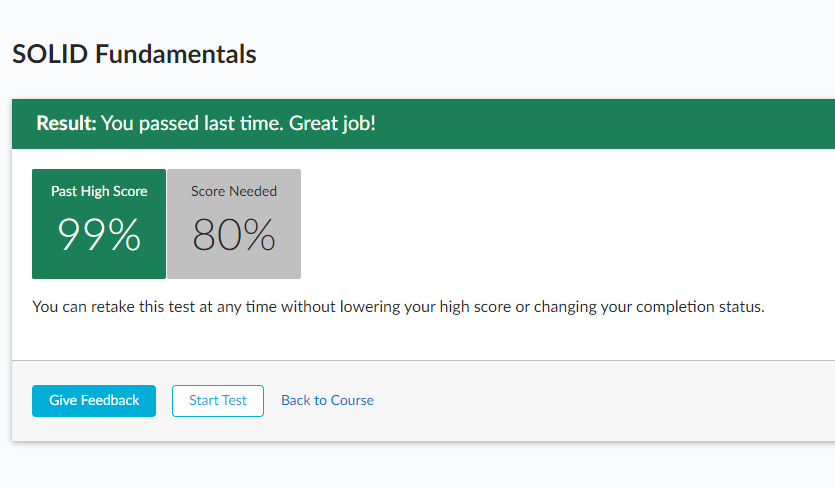 SOLID Fundamentals
Result: You passed last time. Great job!
Past High Score
99%
Score Needed
80%
You can retake this test at any time without lowering your high score or changing your completion status.
Give Feedback
Start Test
Back to Course